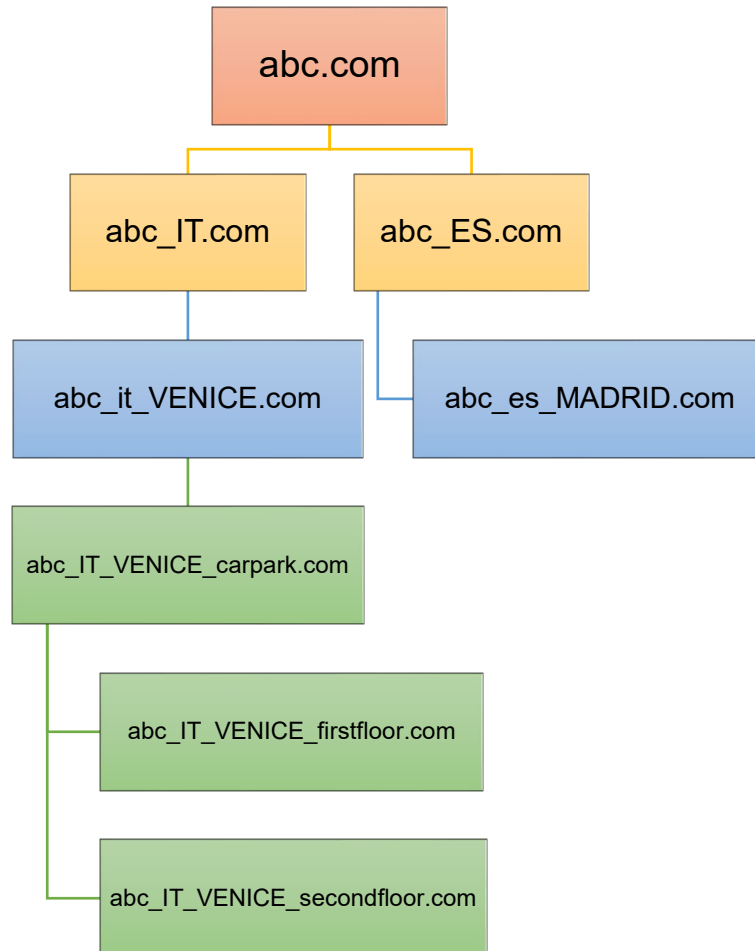 abc.com
abc_IT.com
abc_ES.com
abc_it_VENICE.com
abc_es_MADRID.com
abc_IT_VENICE_carpark.com
abc_IT_VENICE_firstfloor.com
abc_IT_VENICE_secondfloor.com